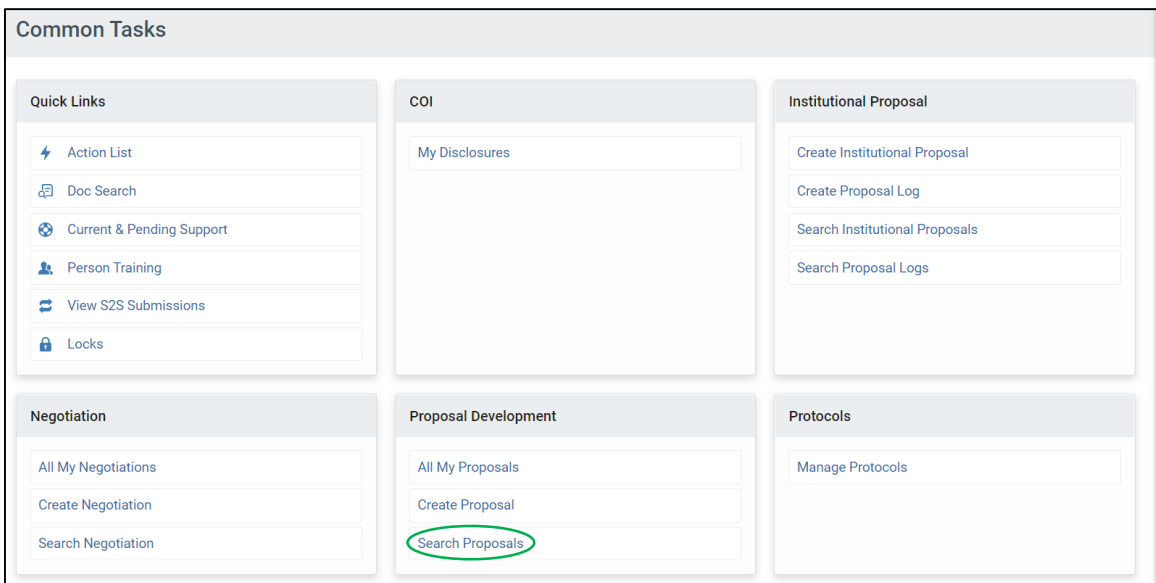 Common Tasks
Quick Links
Action List
Doc Search
Current & Pending Support
Person Training
View S2S Submissions
Locks
COI
My Disclosures
Institutional Proposal
Create Institutional Proposal
Create Proposal Log
Search Institutional Proposals
Search Proposal Logs
Negotiation
All My Negotiations
Create Negotiation
Search Negotiation
Proposal Development
All My Proposals
Create Proposal
Search Proposals
Protocols
Manage Protocols